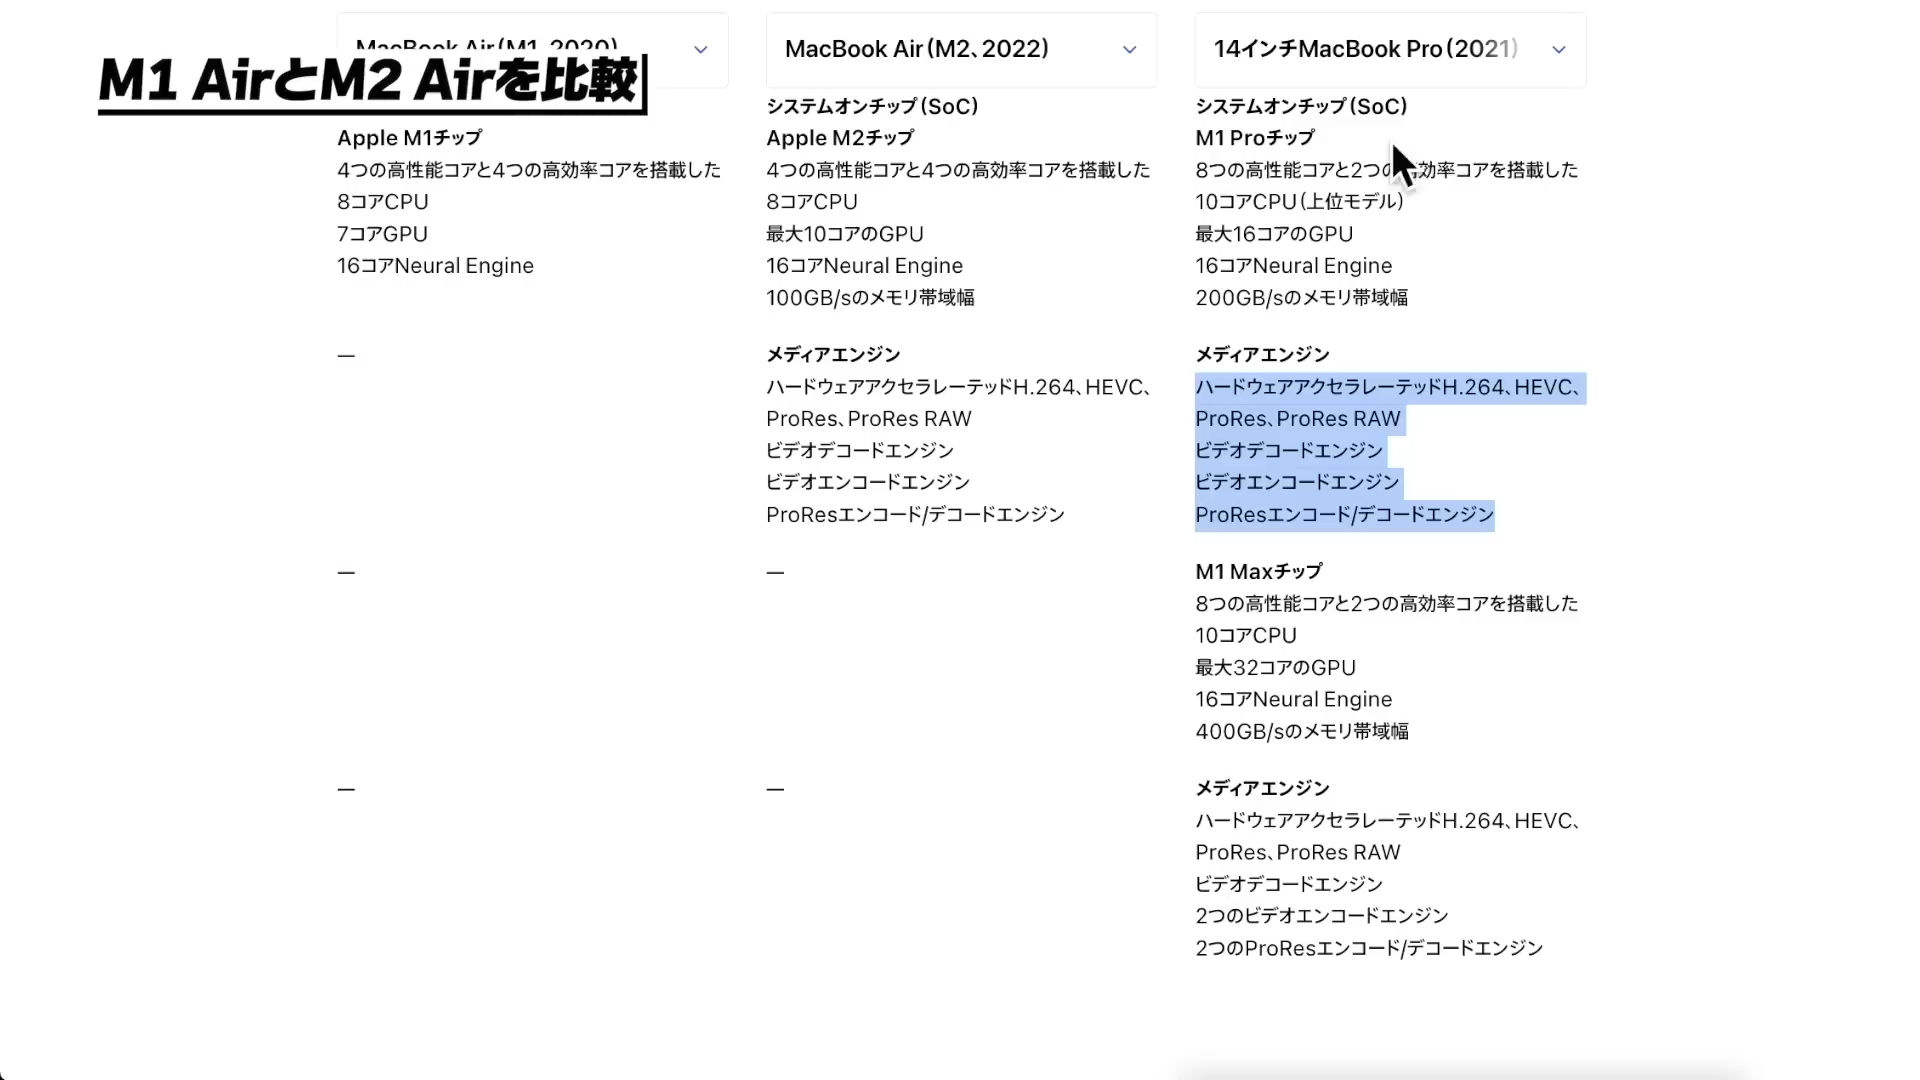 M1 AirとM2 Airを比較
MacBook Air（M1、2020）
Apple M1チップ
4つの高性能コアと4つの高効率コアを搭載した
8コアCPU
7コアGPU
16コアNeural Engine
—
—
—
MacBook Air（M2、2022）
システムオンチップ（SoC）
Apple M2チップ
4つの高性能コアと4つの高効率コアを搭載した
8コアCPU
最大10コアのGPU
16コアNeural Engine
100GB/sのメモリ帯域幅
メディアエンジン
ハードウェアアクセラレーテッドH.264、HEVC、
ProRes、ProRes RAW
ビデオデコードエンジン
ビデオエンコードエンジン
ProResエンコード/デコードエンジン
—
—
14インチMacBook Pro（2021）
システムオンチップ（SoC）
M1 Proチップ
8つの高性能コアと2つの高効率コアを搭載した
10コアCPU（上位モデル）
最大16コアのGPU
16コアNeural Engine
200GB/sのメモリ帯域幅
メディアエンジン
ハードウェアアクセラレーテッドH.264、HEVC、
ProRes、ProRes RAW
ビデオデコードエンジン
ビデオエンコードエンジン
ProResエンコード/デコードエンジン
M1 Maxチップ
8つの高性能コアと2つの高効率コアを搭載した
10コアCPU
最大32コアのGPU
16コアNeural Engine
400GB/sのメモリ帯域幅
メディアエンジン
ハードウェアアクセラレーテッドH.264、HEVC、
ProRes、ProRes RAW
ビデオデコードエンジン
2つのビデオエンコードエンジン
2つのProResエンコード/デコードエンジン